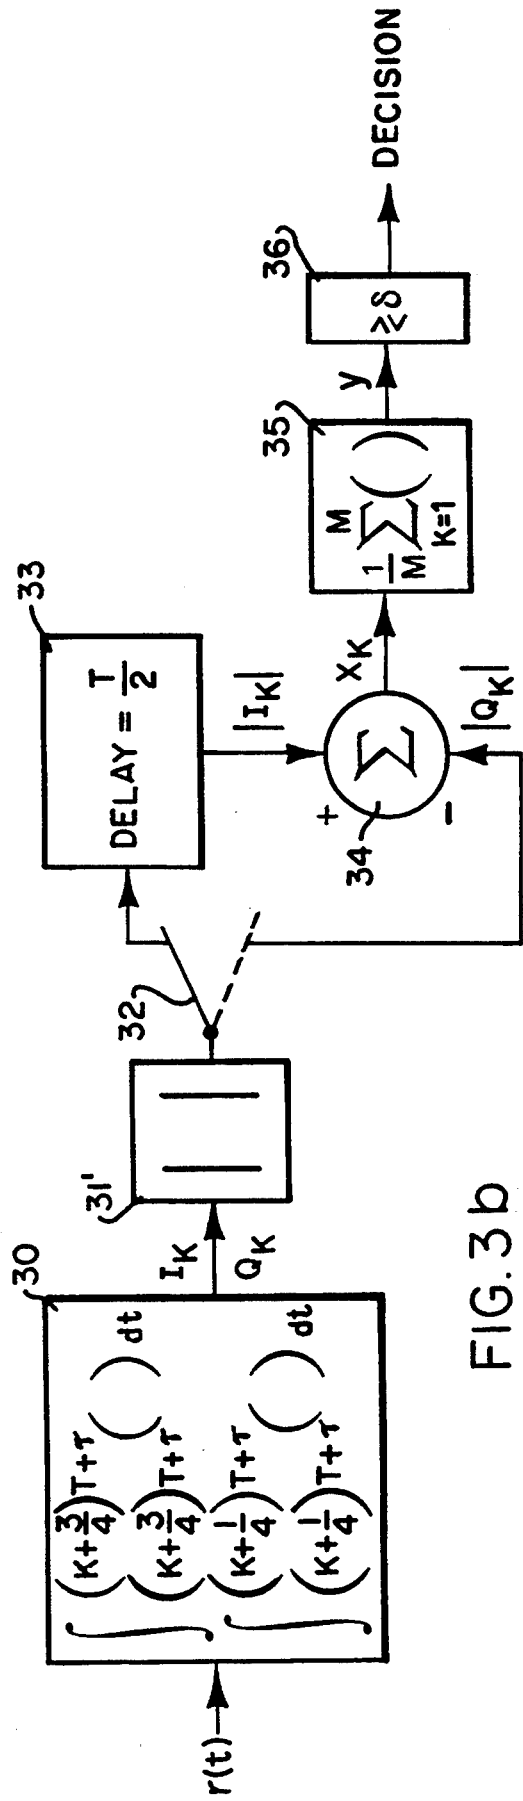 r(t)
30
∫ (K+3/4)T+τ
(K+3/4)T+τ ( ) dt
∫ (K+1/4)T+τ
(K+1/4)T+τ ( ) dt
I_K
Q_K
31'
| |
32
33
DELAY = T/2
|I_K|
+
Σ
−
34
|Q_K|
X_K
35
1/M Σ ( )
M
K=1
y
36
≥δ
DECISION
FIG. 3b